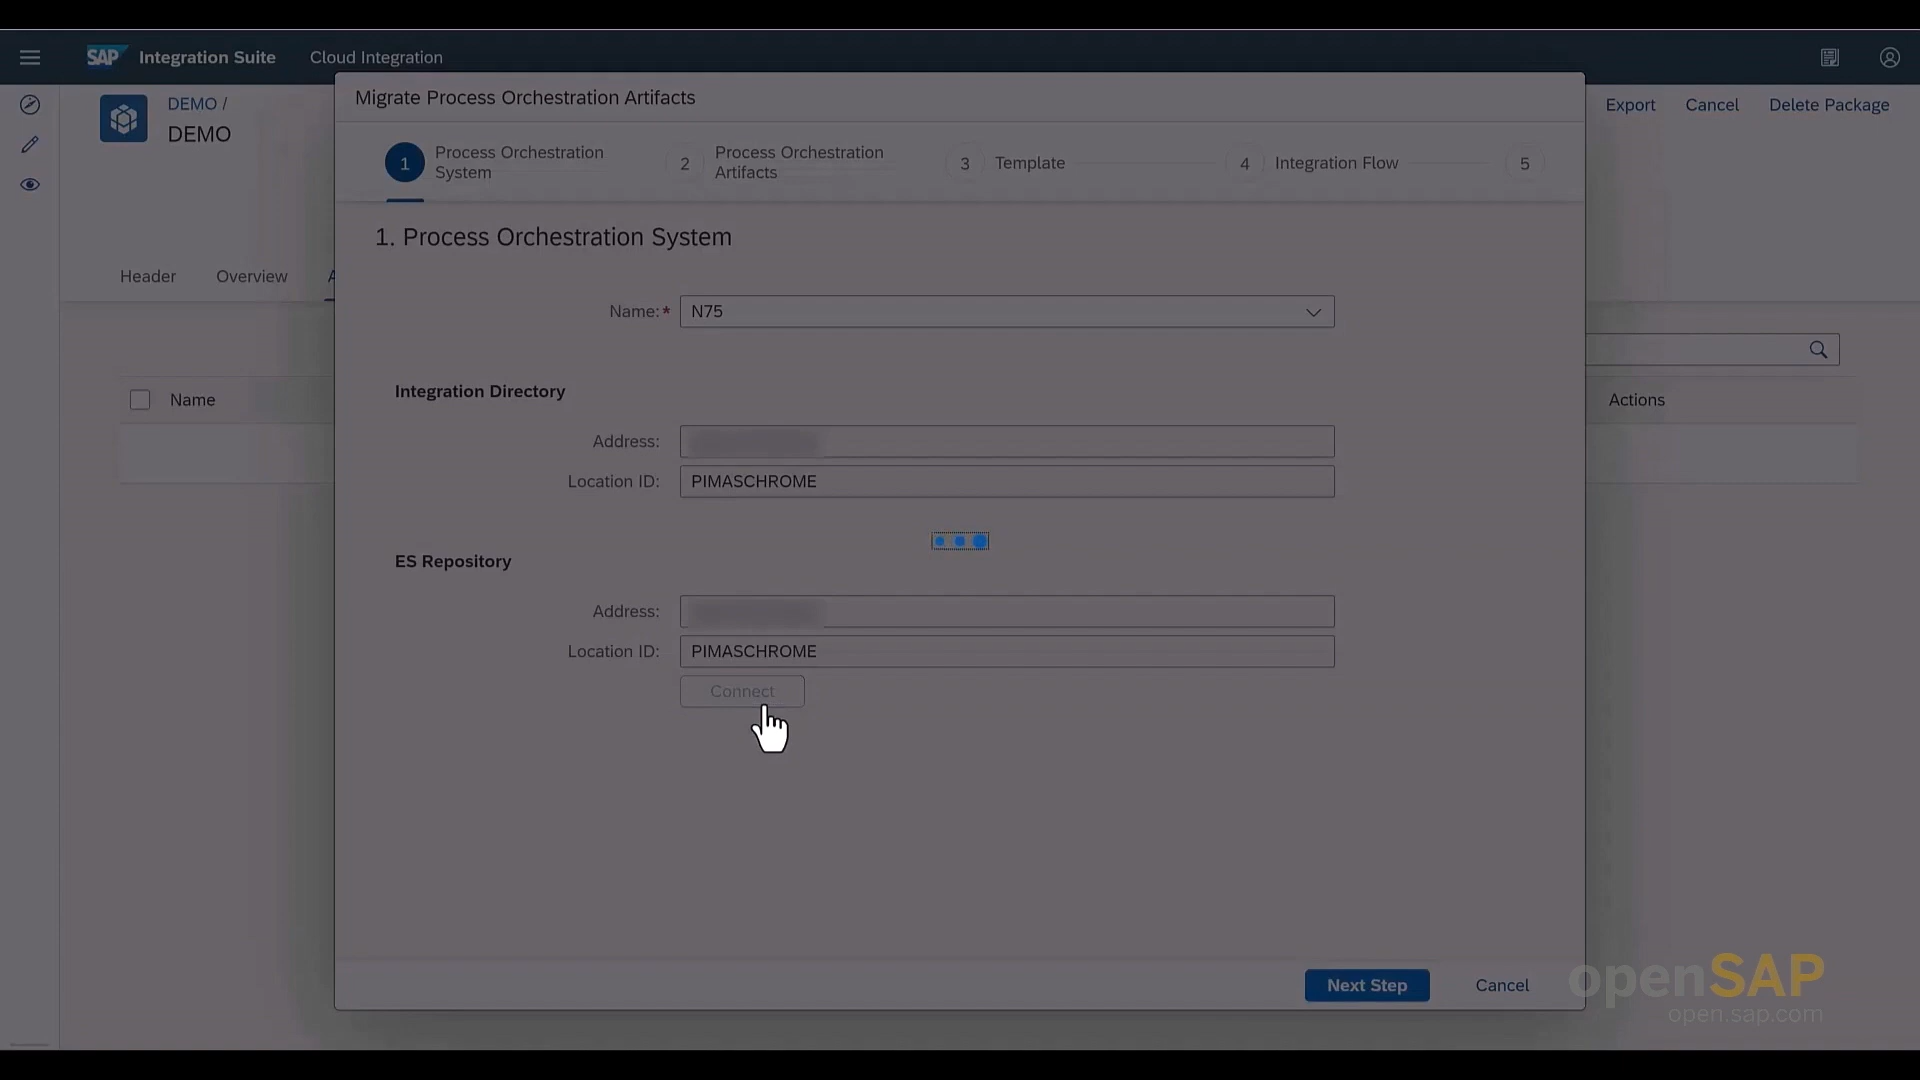 SAP Integration Suite Cloud Integration
DEMO /
DEMO
Export Cancel Delete Package
Header Overview
Name
Actions
Migrate Process Orchestration Artifacts
1 Process Orchestration System
2 Process Orchestration Artifacts
3 Template
4 Integration Flow
5
1. Process Orchestration System
Name:* N75
Integration Directory
Address:
Location ID: PIMASCHROME
ES Repository
Address:
Location ID: PIMASCHROME
Connect
Next Step Cancel
openSAP
open.sap.com